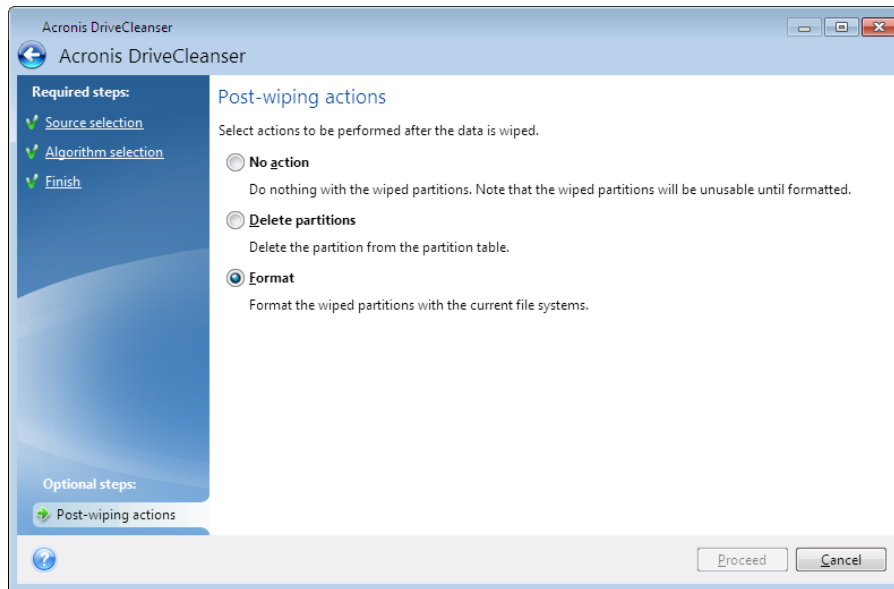 Acronis DriveCleanser
Acronis DriveCleanser
Required steps:
Source selection
Algorithm selection
Finish
Optional steps:
Post-wiping actions
Post-wiping actions
Select actions to be performed after the data is wiped.
No action
Do nothing with the wiped partitions. Note that the wiped partitions will be unusable until formatted.
Delete partitions
Delete the partition from the partition table.
Format
Format the wiped partitions with the current file systems.
?
Proceed
Cancel